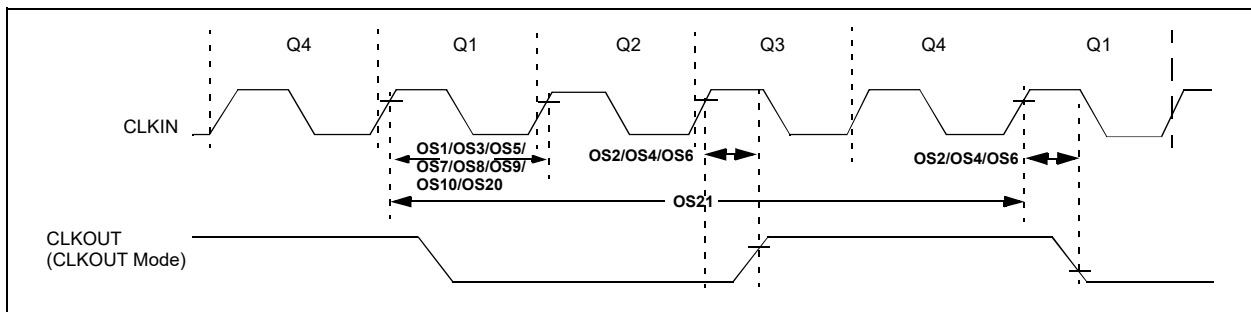 Q4 Q1 Q2 Q3 Q4 Q1
CLKIN
OS1/OS3/OS5/
OS7/OS8/OS9/
OS10/OS20
OS2/OS4/OS6
OS2/OS4/OS6
OS21
CLKOUT
(CLKOUT Mode)